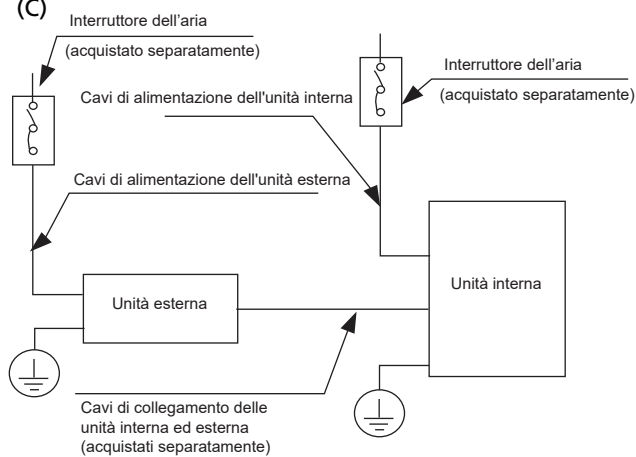 (C)
Interruttore dell'aria
(acquistato separatamente)
Interruttore dell'aria
(acquistato separatamente)
Cavi di alimentazione dell'unità interna
Cavi di alimentazione dell'unità esterna
Unità esterna
Unità interna
Cavi di collegamento delle
unità interna ed esterna
(acquistati separatamente)